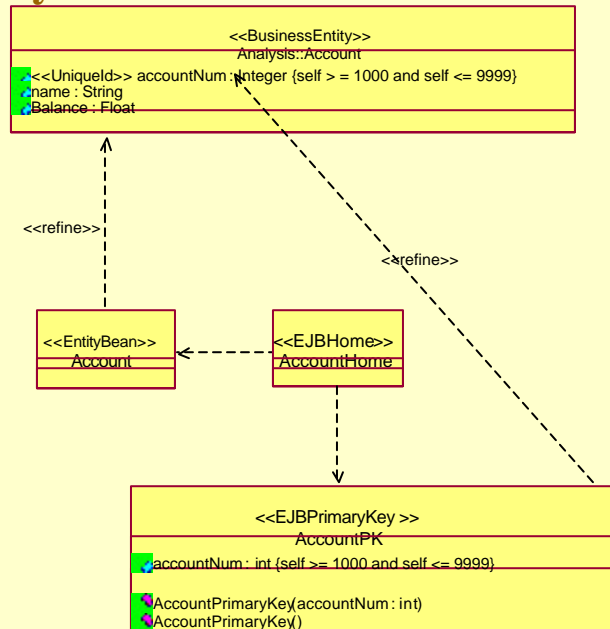 <<BusinessEntity>>
Analysis::Account
<<UniqueId>> accountNum : Integer {self > = 1000 and self <= 9999}
name : String
Balance : Float
<<refine>>
<<refine>>
<<EntityBean>>
Account
<<EJBHome>>
AccountHome
<<EJBPrimaryKey >>
AccountPK
accountNum : int {self >= 1000 and self <= 9999}
AccountPrimaryKey(accountNum : int)
AccountPrimaryKey()